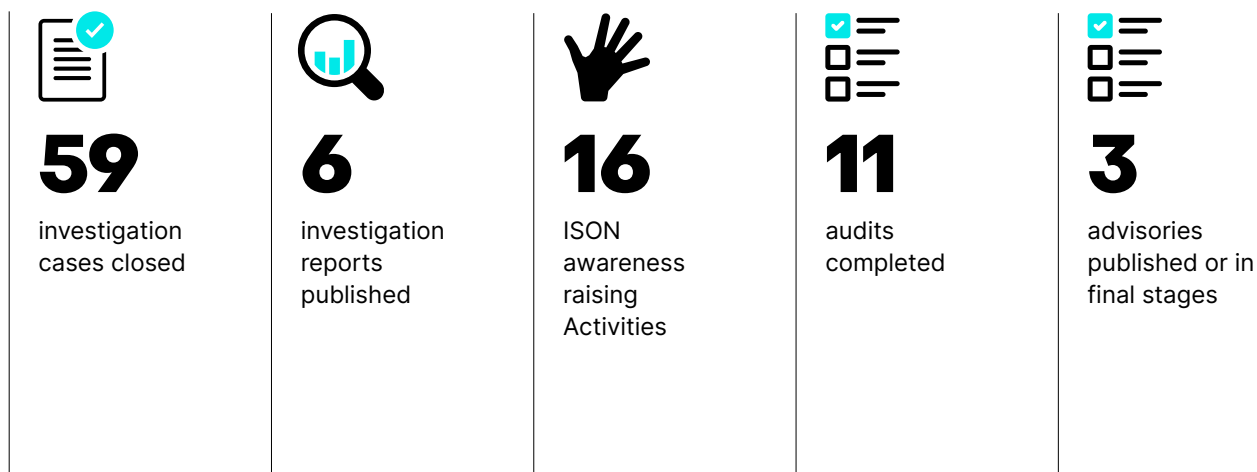 59
investigation
cases closed
6
investigation
reports
published
16
ISON
awareness
raising
Activities
11
audits
completed
3
advisories
published or in
final stages